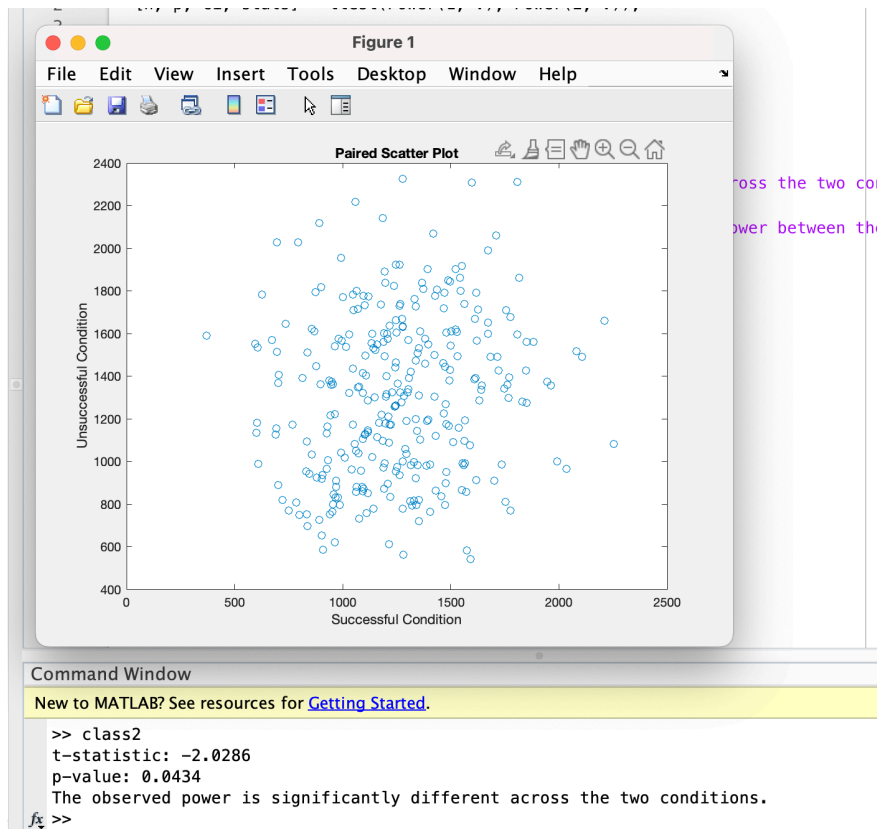 Figure 1
File Edit View Insert Tools Desktop Window Help
Paired Scatter Plot
2400
2200
2000
1800
1600
1400
1200
1000
800
600
400
Unsuccessful Condition
0 500 1000 1500 2000 2500
Successful Condition
ross the two co
ower between th
Command Window
New to MATLAB? See resources for Getting Started.
>> class2
t-statistic: -2.0286
p-value: 0.0434
The observed power is significantly different across the two conditions.
fx >>